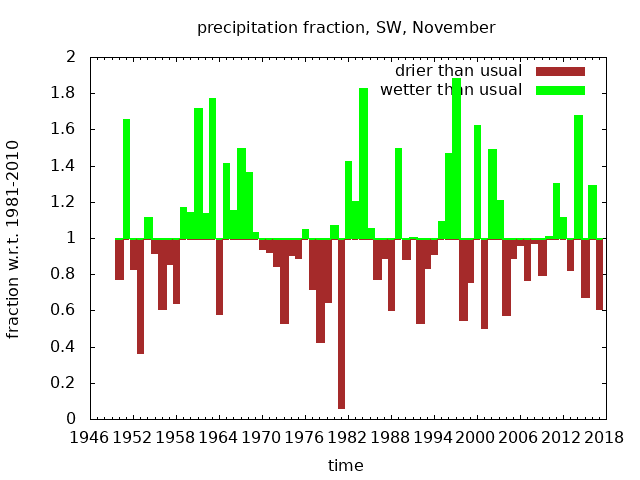 precipitation fraction, SW, November
drier than usual
wetter than usual
fraction w.r.t. 1981-2010
2
1.8
1.6
1.4
1.2
1
0.8
0.6
0.4
0.2
0
1946 1952 1958 1964 1970 1976 1982 1988 1994 2000 2006 2012 2018
time